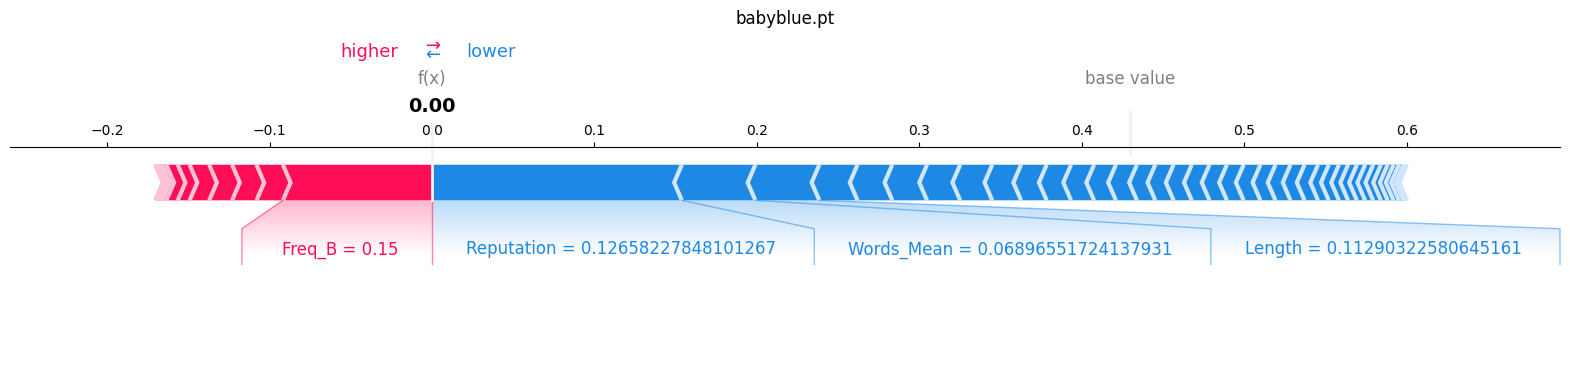 babyblue.pt
higher ⇄ lower
f(x) base value
0.00
−0.2 −0.1 0.0 0.1 0.2 0.3 0.4 0.5 0.6
Freq_B = 0.15 Reputation = 0.12658227848101267 Words_Mean = 0.06896551724137931 Length = 0.11290322580645161